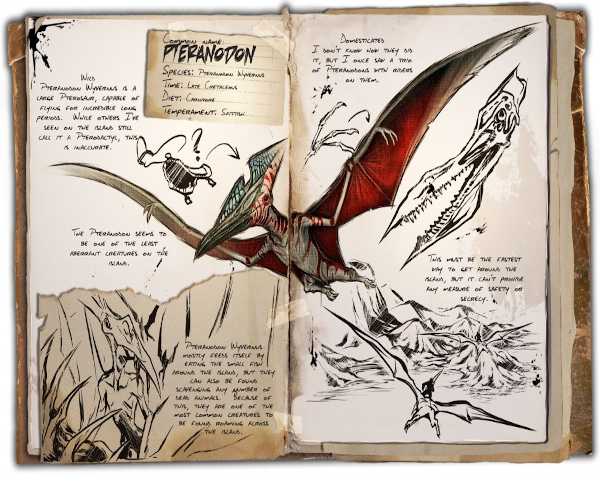 Common name:
PTERANODON
Species: Pteranodon Wyvernus
Time: Late Cretaceous
Diet: Carnivore
Temperament: Skittish
Wild
Pteranodon Wyvernus is a
large Pterosaur, capable of
flying for incredible long
periods. While others I've
seen on the island still
call it a Pterodactyl, this
is inaccurate.
?
The Pteranodon seems to
be one of the least
aberrant creatures on the
island.
Pteranodon Wyvernus
mostly feeds itself by
eating the small fish
around the island, but they
can also be found
scavenging any number of
dead animals. Because of
this, they are one of the
most common creatures to
be found roaming across
the island.
Domesticated
I don't know how they did
it, but I once saw a trio
of Pteranodons with riders
on them.
This must be the fastest
way to get around the
island, but it can't provide
any measure of safety or
secrecy.